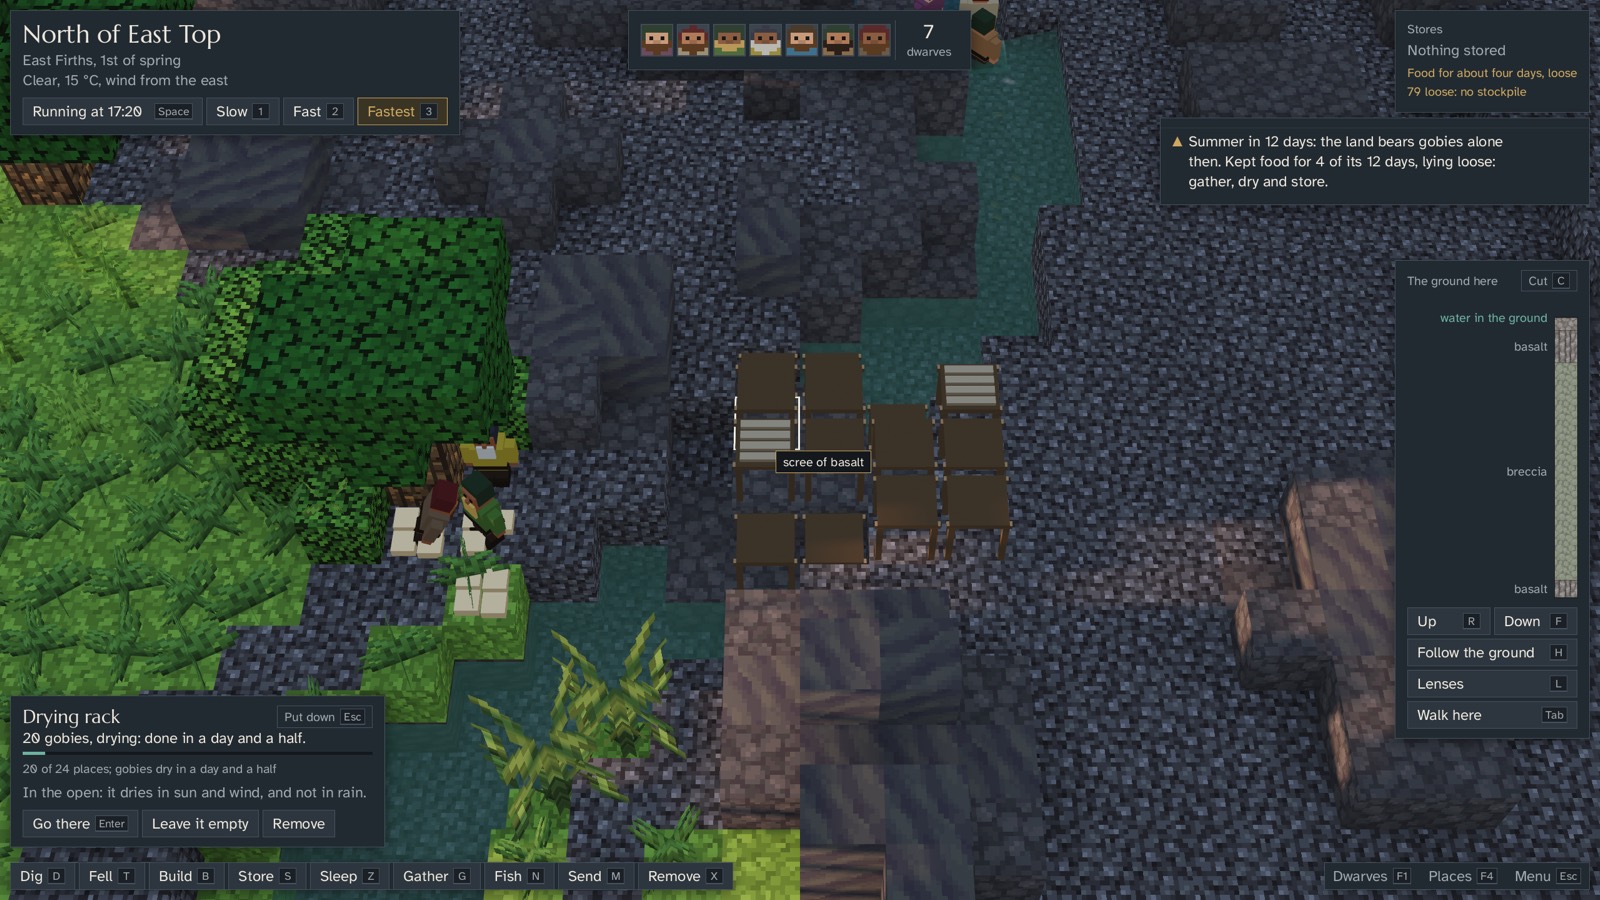 North of East Top
East Firths, 1st of spring
Clear, 15 °C, wind from the east
Running at 17:20 Space
Slow 1
Fast 2
Fastest 3
7
dwarves
Stores
Nothing stored
Food for about four days, loose
79 loose: no stockpile
Summer in 12 days: the land bears gobies alone
then. Kept food for 4 of its 12 days, lying loose:
gather, dry and store.
The ground here
Cut C
water in the ground
basalt
breccia
basalt
Up R
Down F
Follow the ground H
Lenses L
Walk here Tab
scree of basalt
Drying rack
Put down Esc
20 gobies, drying: done in a day and a half.
20 of 24 places; gobies dry in a day and a half
In the open: it dries in sun and wind, and not in rain.
Go there Enter
Leave it empty
Remove
Dig D
Fell T
Build B
Store S
Sleep Z
Gather G
Fish N
Send M
Remove X
Dwarves F1
Places F4
Menu Esc